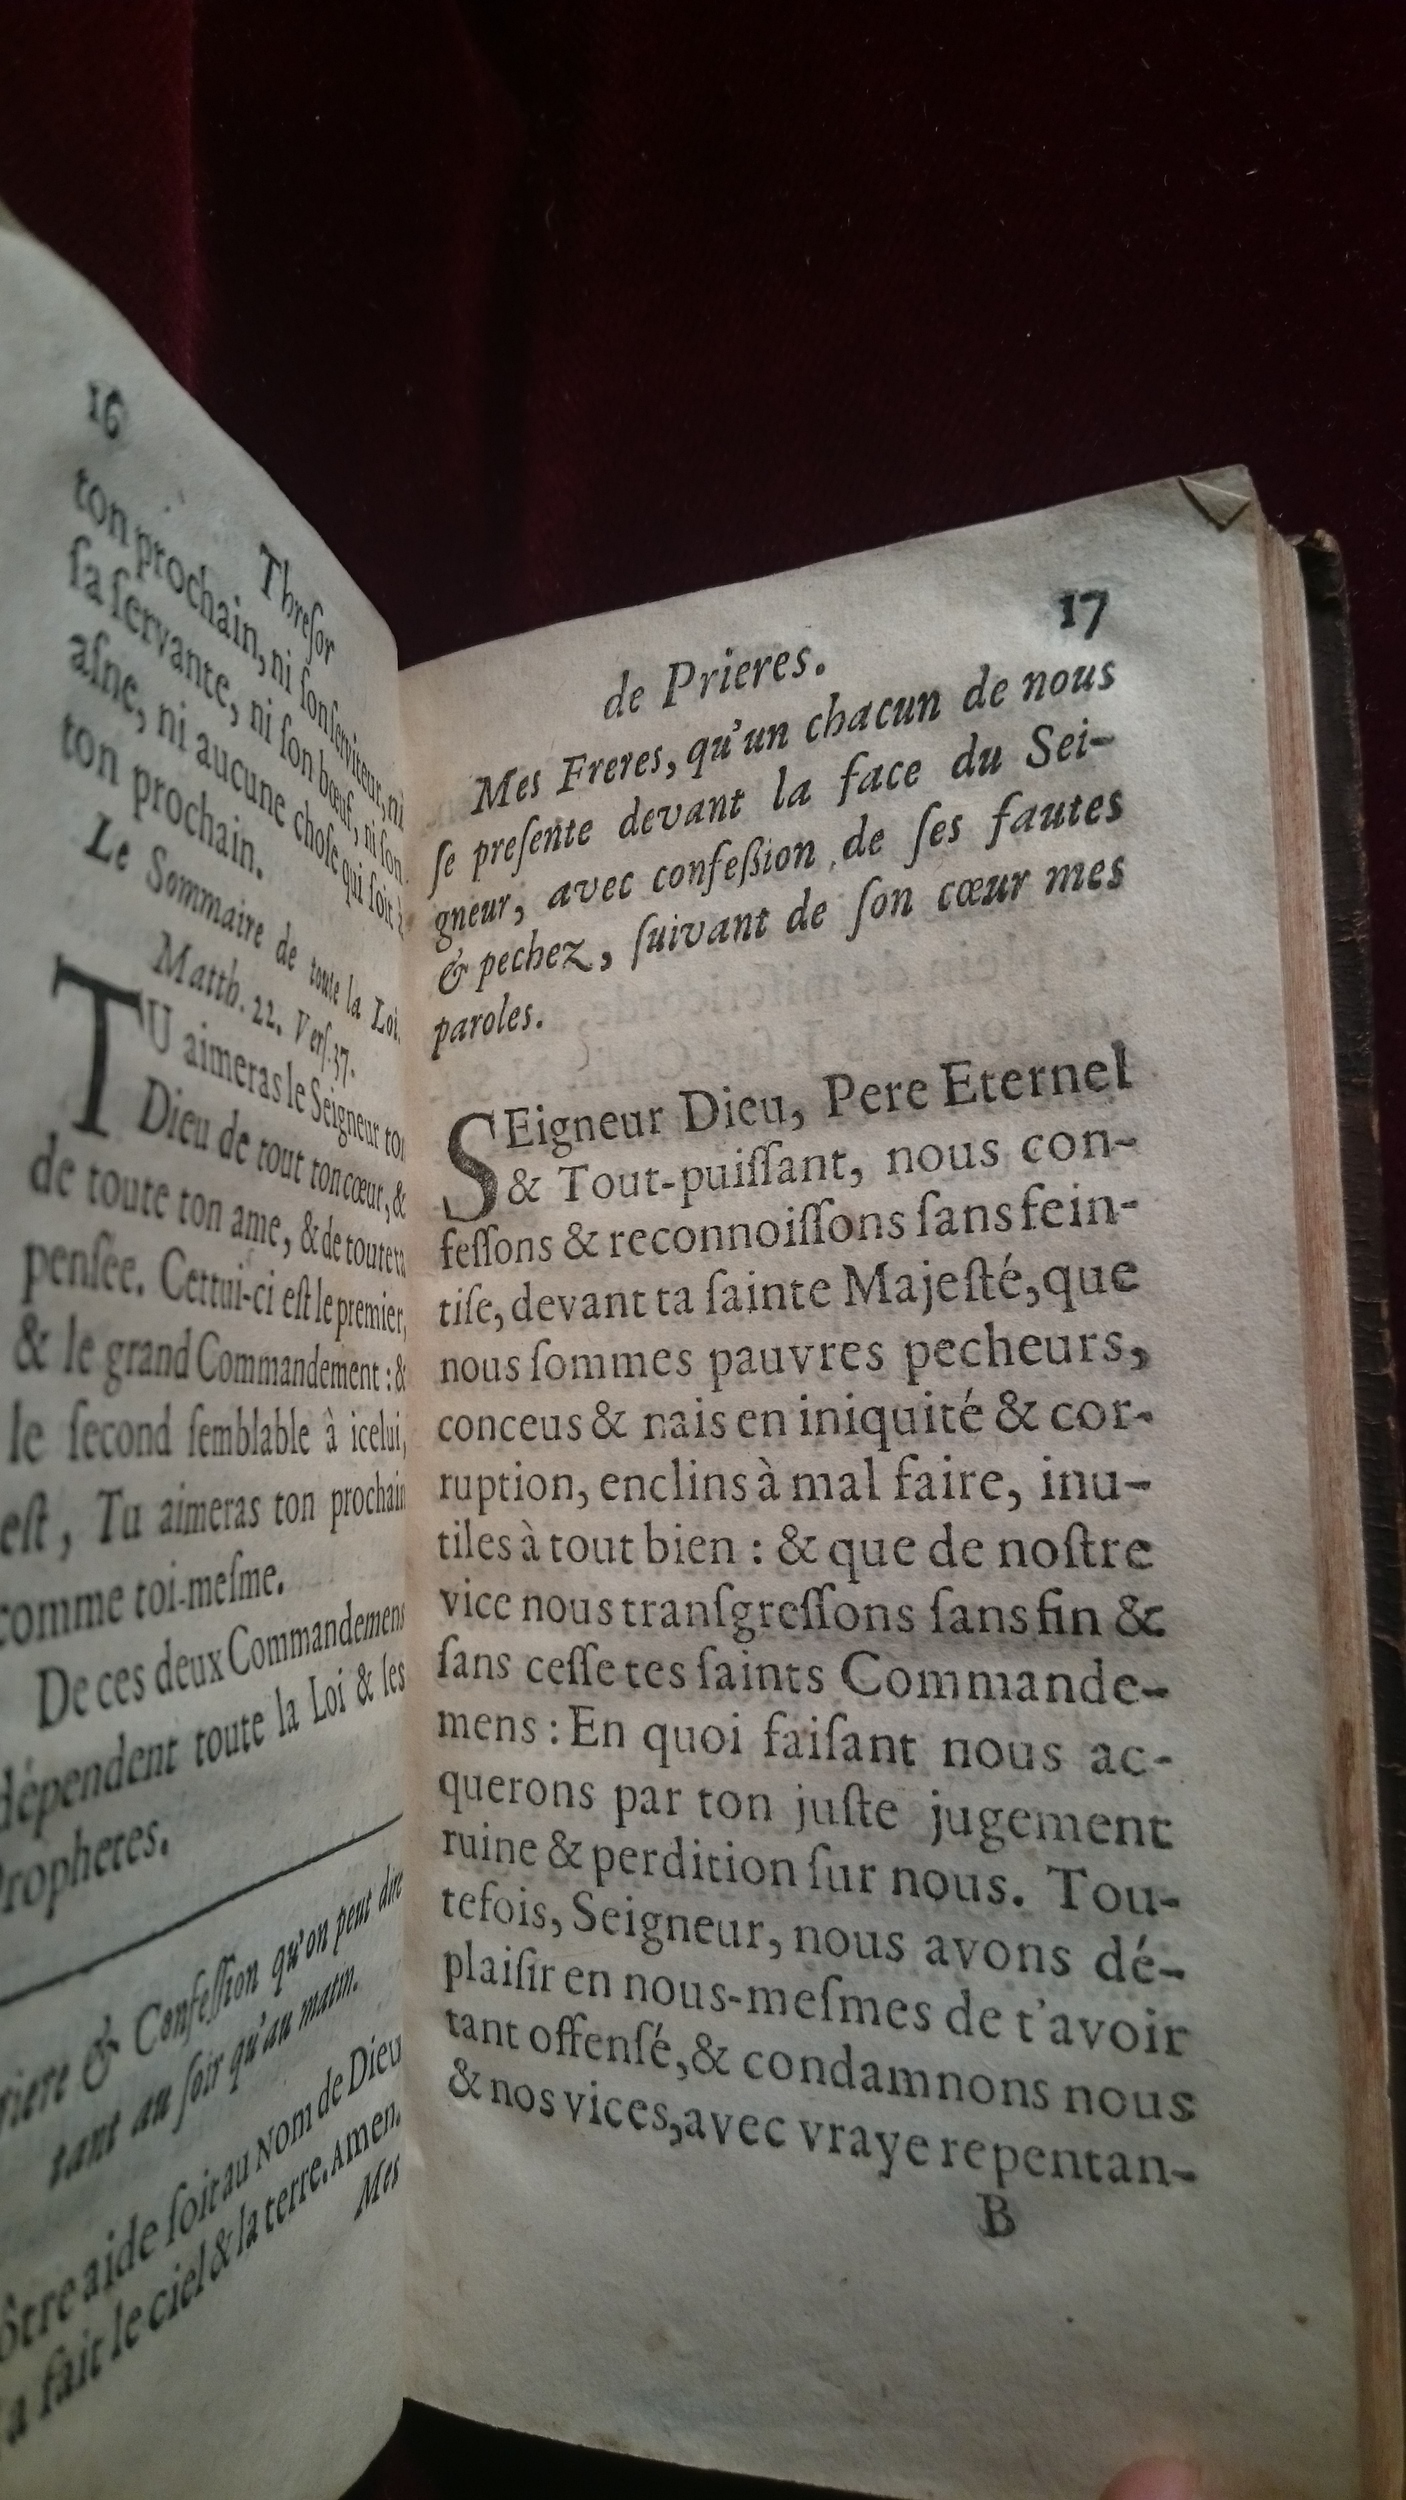 16
Threſor
ton prochain, ni ſon ſerviteur, ni
ſa ſervante, ni ſon bœuf, ni ſon
aſne, ni aucune choſe qui ſoit à
ton prochain.
Le Sommaire de toute la Loi.
Matth. 22. Verſ. 37.
TU aimeras le Seigneur ton
Dieu de tout ton cœur, &
de toute ton ame, & de toute ta
penſée. Cettui-ci eſt le premier,
& le grand Commandement : &
le ſecond ſemblable à icelui,
eſt, Tu aimeras ton prochain
comme toi-meſme.
De ces deux Commandemens
dépendent toute la Loi & les
Prophetes.
riere & Confeſſion qu'on peut dire
tant au ſoir qu'au matin.
ôtre aide ſoit au Nom de Dieu
a fait le ciel & la terre. Amen.
Mes
17
de Prieres.
Mes Freres, qu'un chacun de nous
ſe preſente devant la face du Sei-
gneur, avec confeßion de ſes fautes
& pechez, ſuivant de ſon cœur mes
paroles.
SEigneur Dieu, Pere Eternel
& Tout-puiſſant, nous con-
feſſons & reconnoiſſons ſans fein-
tiſe, devant ta ſainte Majeſté, que
nous ſommes pauvres pecheurs,
conceus & nais en iniquité & cor-
ruption, enclins à mal faire, inu-
tiles à tout bien : & que de noſtre
vice nous tranſgreſſons ſans fin &
ſans ceſſe tes ſaints Commande-
mens : En quoi faiſant nous ac-
querons par ton juſte jugement
ruine & perdition ſur nous. Tou-
tefois, Seigneur, nous avons dé-
plaiſir en nous-meſmes de t'avoir
tant offenſé, & condamnons nous
& nos vices, avec vraye repentan-
B